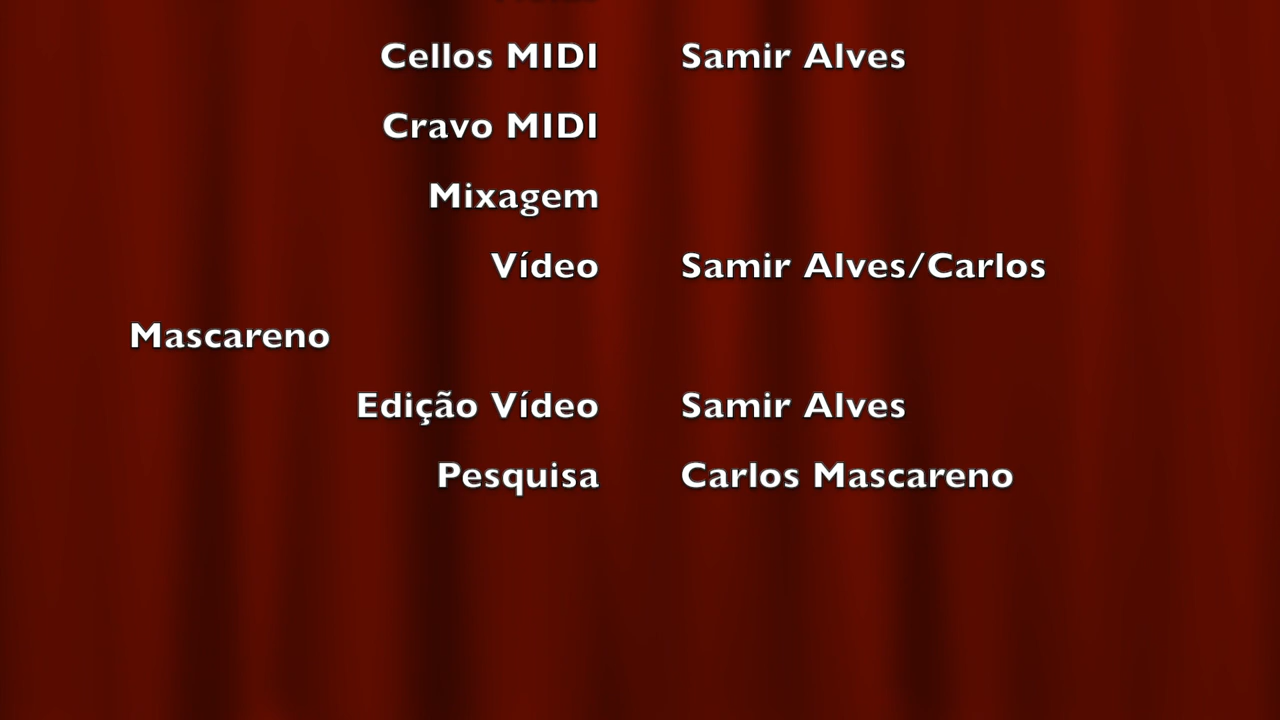 Cellos MIDI Samir Alves
Cravo MIDI
Mixagem
Vídeo Samir Alves/Carlos
Mascareno
Edição Vídeo Samir Alves
Pesquisa Carlos Mascareno